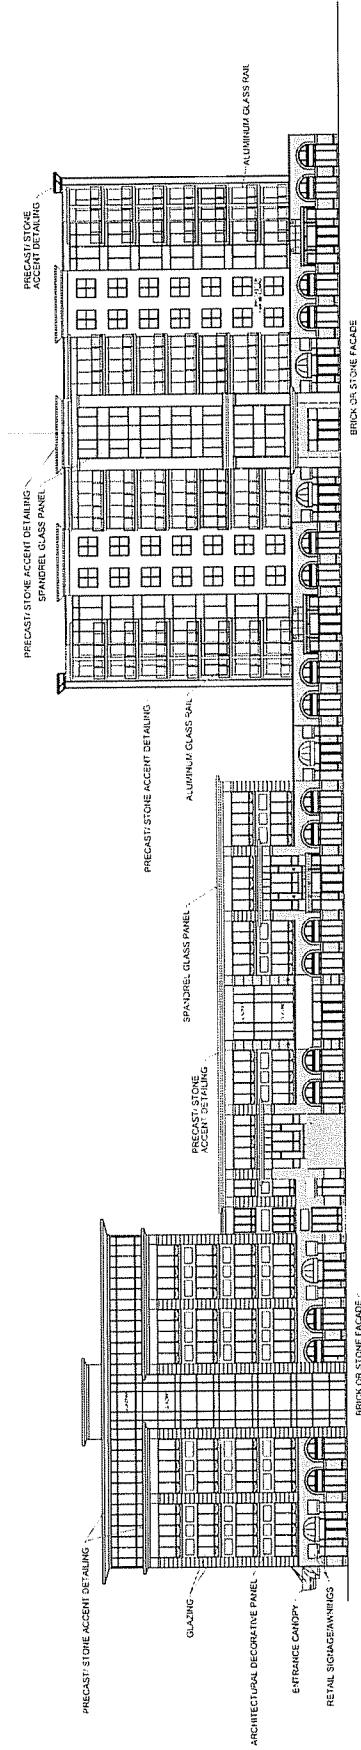 PRECAST/ STONE ACCENT DETAILING
GLAZING
ARCHITECTURAL DECORATIVE PANEL
ENTRANCE CANOPY
RETAIL SIGNAGE/AWNINGS
BRICK OR STONE FACADE
PRECAST/ STONE
ACCENT DETAILING
SPANDREL GLASS PANEL
PRECAST/ STONE ACCENT DETAILING
ALUMINUM GLASS RAIL
PRECAST/ STONE ACCENT DETAILING
SPANDREL GLASS PANEL
PRECAST/ STONE
ACCENT DETAILING
ALUMINUM GLASS RAIL
BRICK OR STONE FACADE